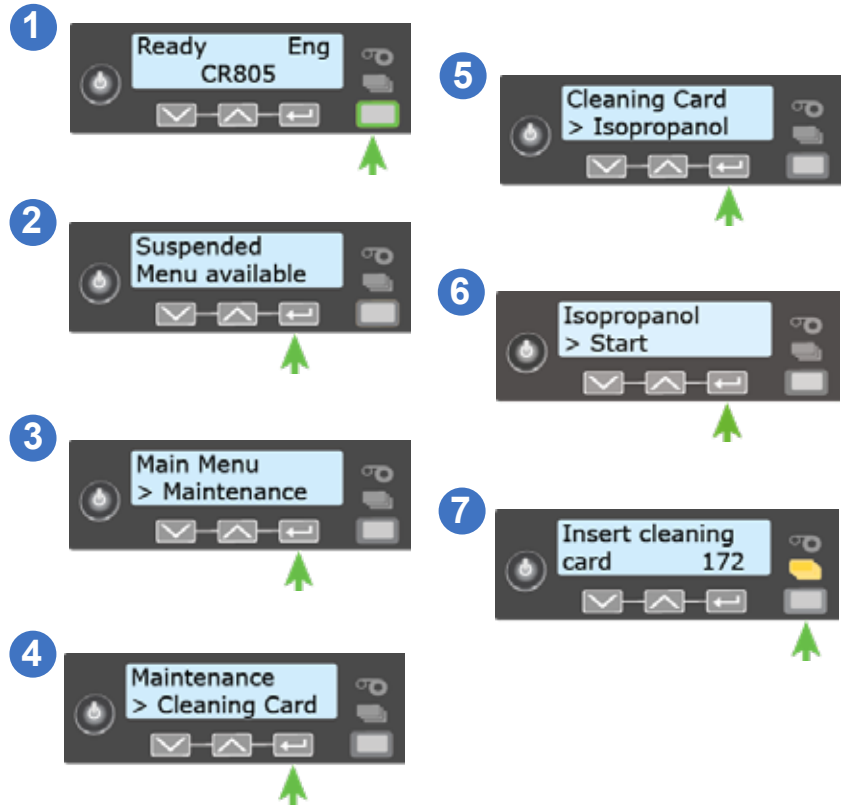 1
Ready Eng
CR805
2
Suspended
Menu available
3
Main Menu
> Maintenance
4
Maintenance
> Cleaning Card
5
Cleaning Card
> Isopropanol
6
Isopropanol
> Start
7
Insert cleaning
card 172